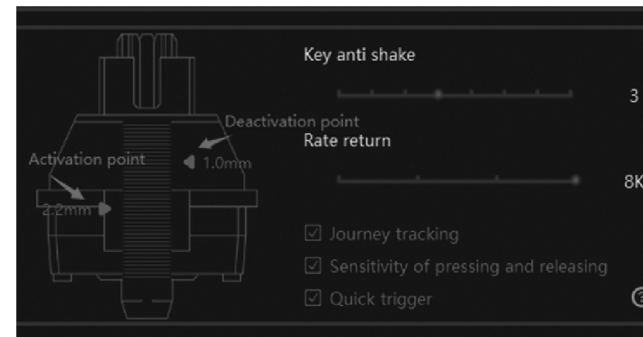 Key anti shake
3
Deactivation point
Rate return
Activation point
1.0mm
8K
2.2mm
Journey tracking
Sensitivity of pressing and releasing
Quick trigger